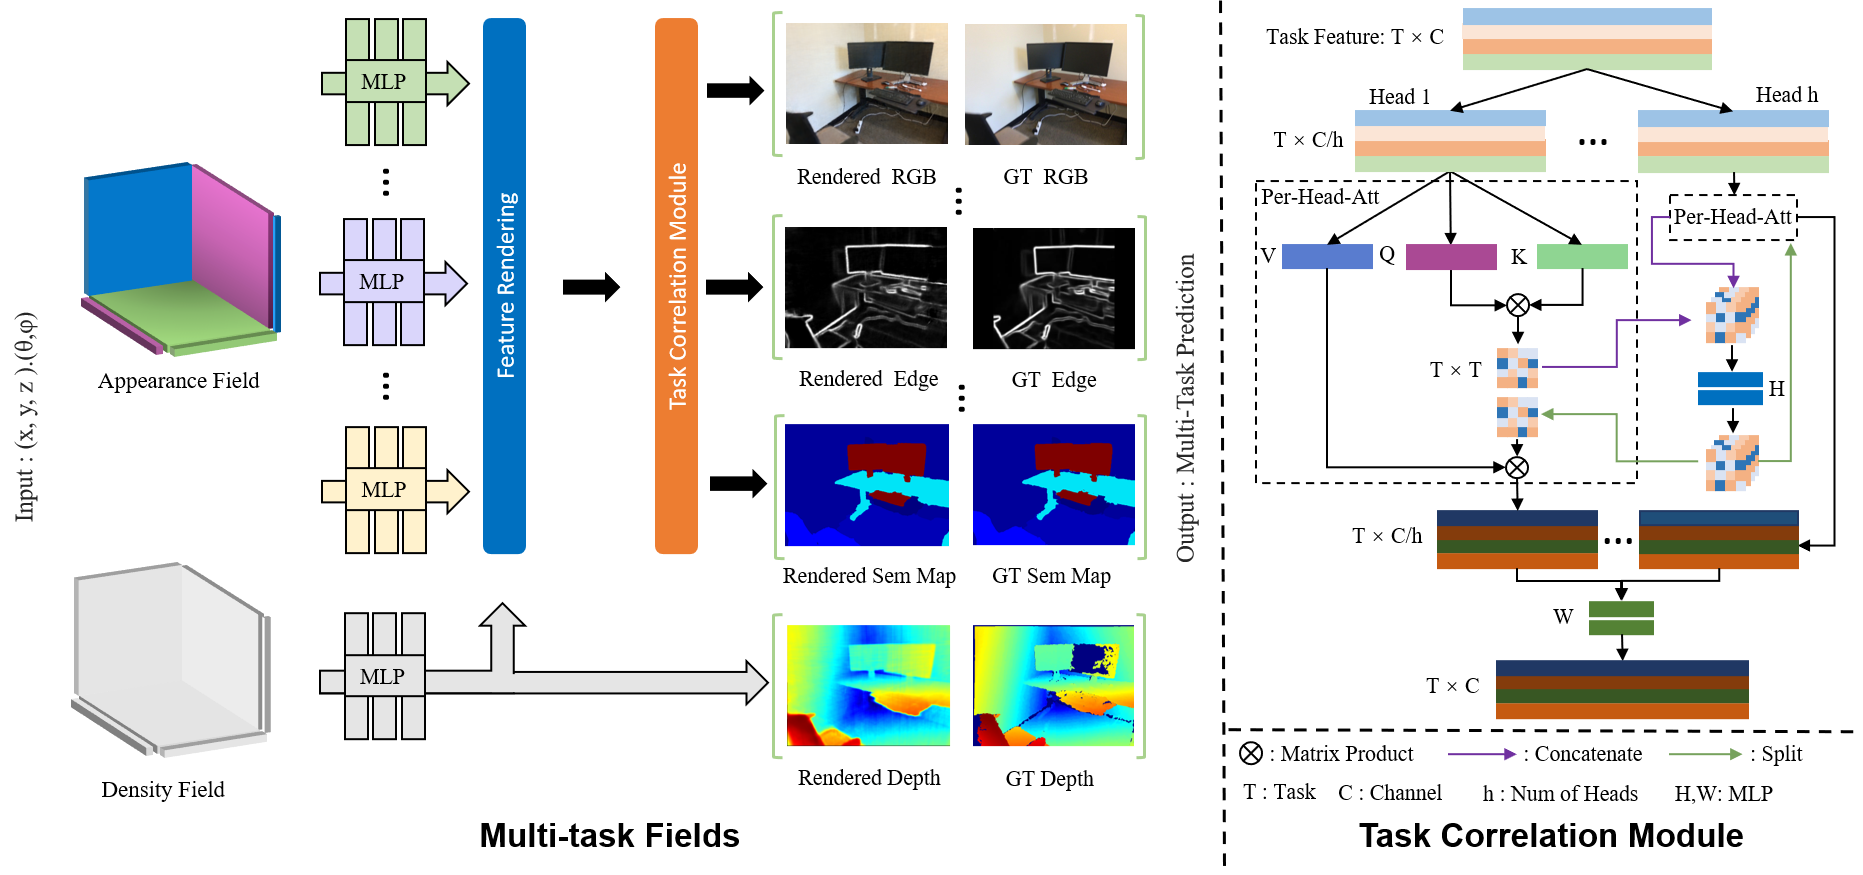 Input : (x, y, z ).(θ,φ)
Appearance Field
Density Field
MLP
MLP
MLP
MLP
Feature Rendering
Task Correlation Module
Rendered RGB
GT RGB
Rendered Edge
GT Edge
Rendered Sem Map
GT Sem Map
Rendered Depth
GT Depth
Output : Multi-Task Prediction
Multi-task Fields
Task Feature: T × C
Head 1
Head h
T × C/h
Per-Head-Att
Per-Head-Att
V
Q
K
T × T
H
T × C/h
W
T × C
: Matrix Product
: Concatenate
: Split
T : Task
C : Channel
h : Num of Heads
H,W: MLP
Task Correlation Module